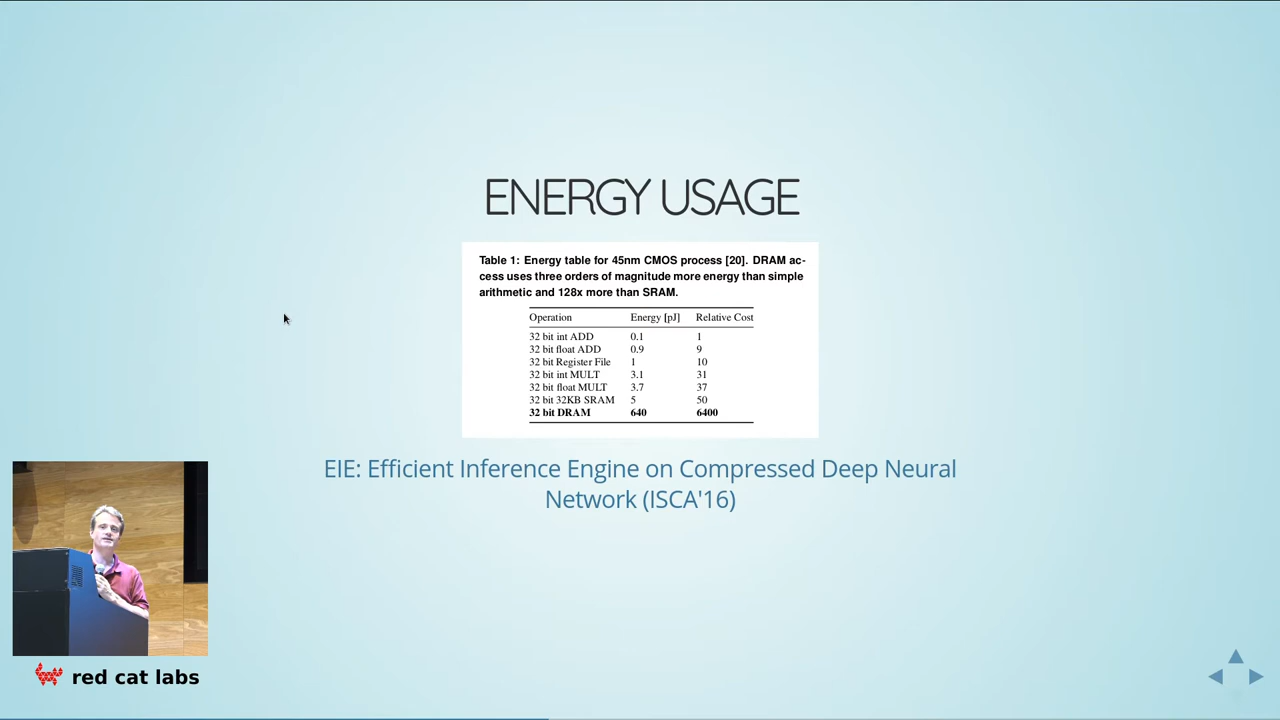 ENERGY USAGE
Table 1: Energy table for 45nm CMOS process [20]. DRAM ac-
cess uses three orders of magnitude more energy than simple
arithmetic and 128x more than SRAM.
Operation Energy [pJ] Relative Cost
32 bit int ADD 0.1 1
32 bit float ADD 0.9 9
32 bit Register File 1 10
32 bit int MULT 3.1 31
32 bit float MULT 3.7 37
32 bit 32KB SRAM 5 50
32 bit DRAM 640 6400
EIE: Efficient Inference Engine on Compressed Deep Neural
Network (ISCA'16)
red cat labs